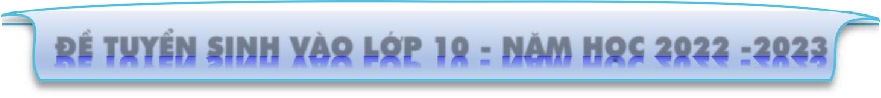 ĐỀ TUYỂN SINH VÀO LỚP 10 - NĂM HỌC 2022 -2023